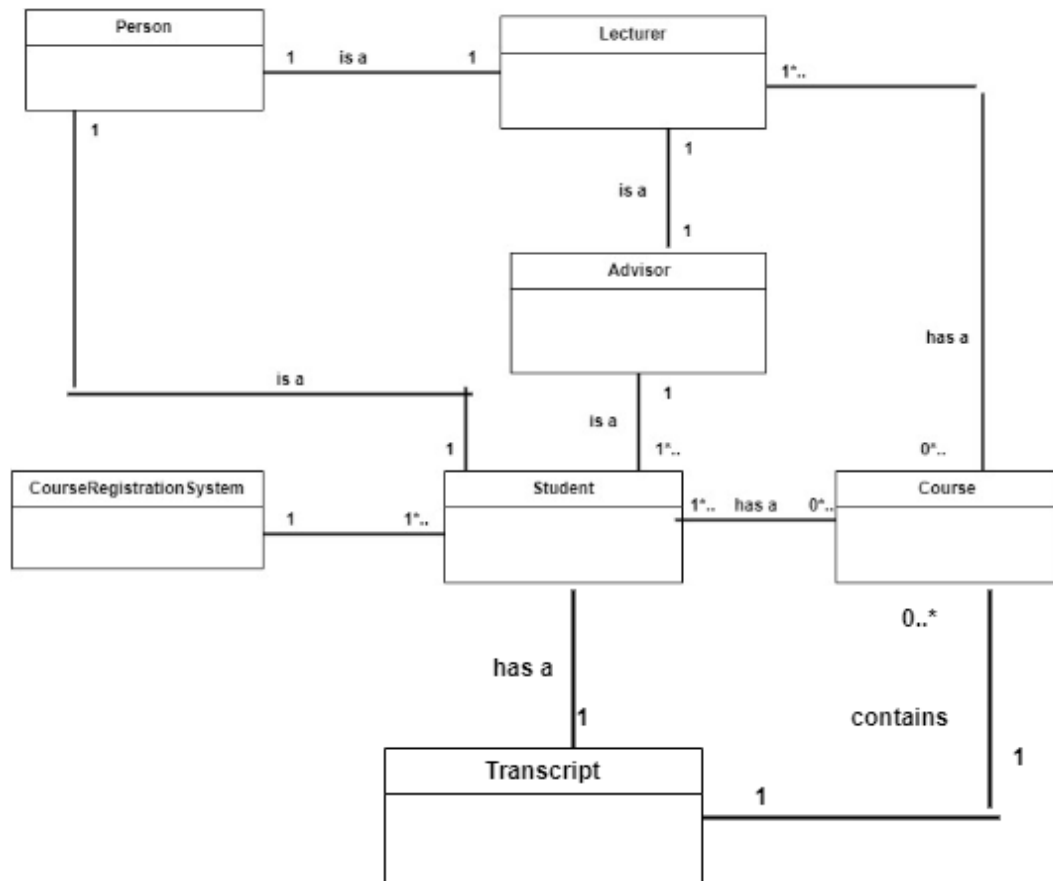 Person
Lecturer
1 is a 1
1*..
1
1
is a
1
Advisor
has a
is a
1
is a
1
1*..
0*..
CourseRegistrationSystem
Student
Course
1 1*..
1*.. has a 0*..
0..*
has a
1
contains
1
Transcript
1